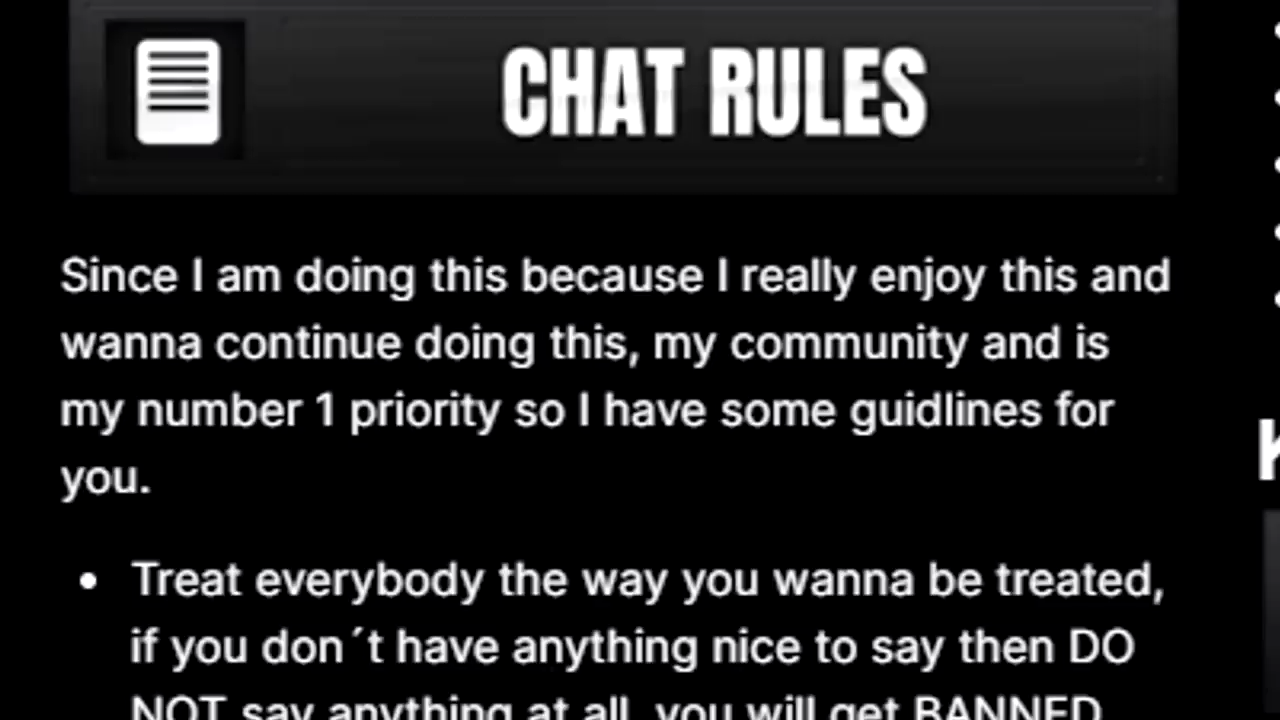 CHAT RULES
Since I am doing this because I really enjoy this and
wanna continue doing this, my community and is
my number 1 priority so I have some guidlines for
you.
• Treat everybody the way you wanna be treated,
if you don´t have anything nice to say then DO
NOT say anything at all, you will get BANNED